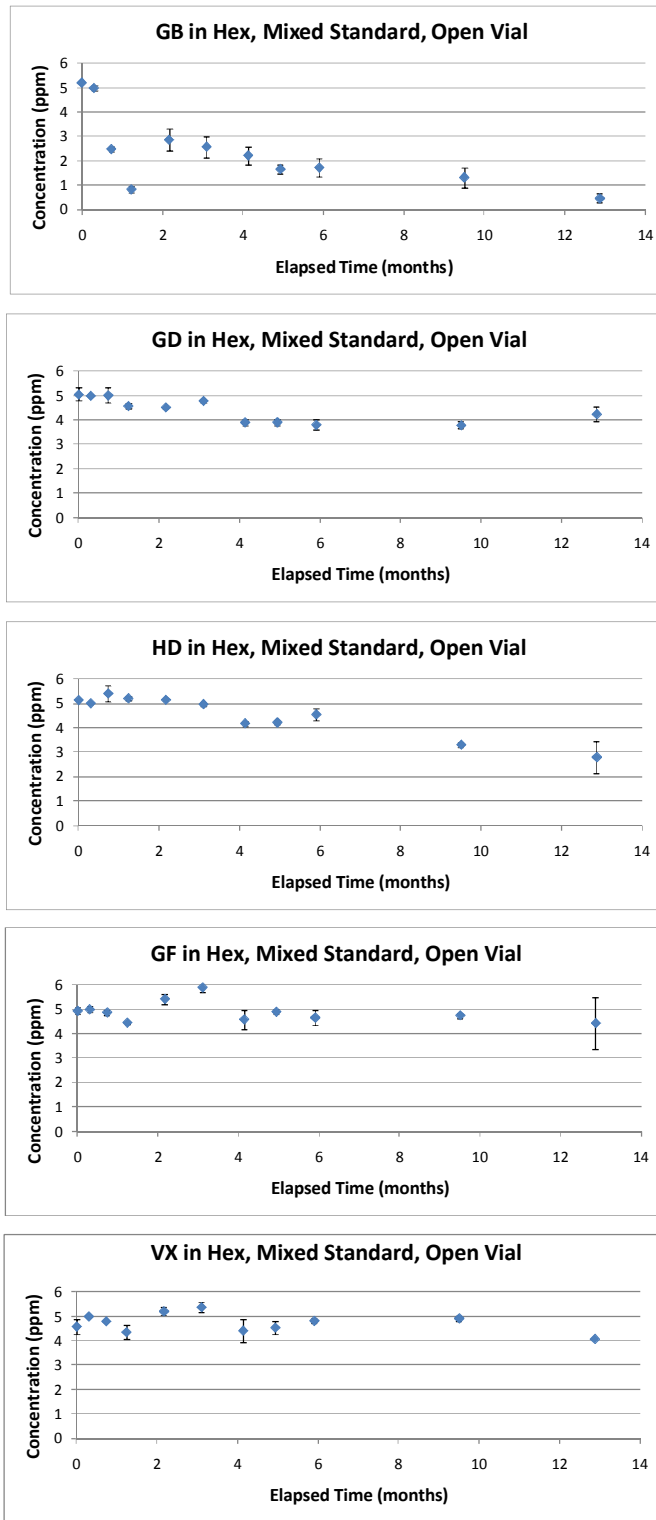 GB in Hex, Mixed Standard, Open Vial
Concentration (ppm)
6
5
4
3
2
1
0
0 2 4 6 8 10 12 14
Elapsed Time (months)
GD in Hex, Mixed Standard, Open Vial
Concentration (ppm)
6
5
4
3
2
1
0
0 2 4 6 8 10 12 14
Elapsed Time (months)
HD in Hex, Mixed Standard, Open Vial
Concentration (ppm)
6
5
4
3
2
1
0
0 2 4 6 8 10 12 14
Elapsed Time (months)
GF in Hex, Mixed Standard, Open Vial
Concentration (ppm)
6
5
4
3
2
1
0
0 2 4 6 8 10 12 14
Elapsed Time (months)
VX in Hex, Mixed Standard, Open Vial
Concentration (ppm)
6
5
4
3
2
1
0
0 2 4 6 8 10 12 14
Elapsed Time (months)